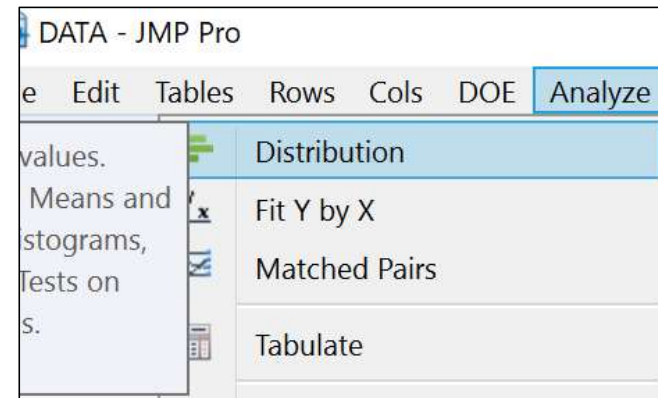 DATA - JMP Pro
e Edit Tables Rows Cols DOE Analyze
values.
Means and
istograms,
Tests on
s.
Distribution
Fit Y by X
Matched Pairs
Tabulate